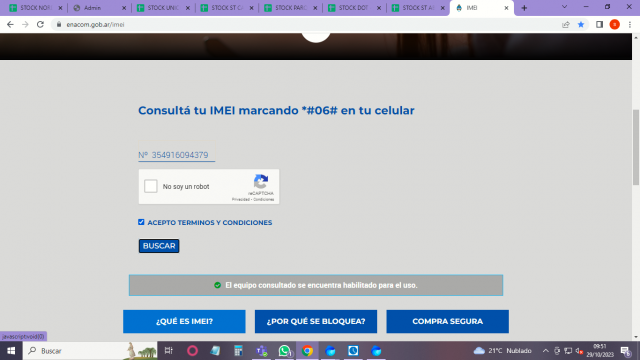 STOCK NOT
Admin
STOCK UNI
STOCK ST G
STOCK PAR
STOCK DOT
STOCK ST A
IMEI
enacom.gob.ar/imei
Consultá tu IMEI marcando *#06# en tu celular
Nº 354916094379
No soy un robot
reCAPTCHA
Privacidad - Condiciones
ACEPTO TERMINOS Y CONDICIONES
BUSCAR
El equipo consultado se encuentra habilitado para el uso.
¿QUÉ ES IMEI?
¿POR QUÉ SE BLOQUEA?
COMPRA SEGURA
javascript:void(0)
Buscar
21°C Nublado
09:51
29/10/2023